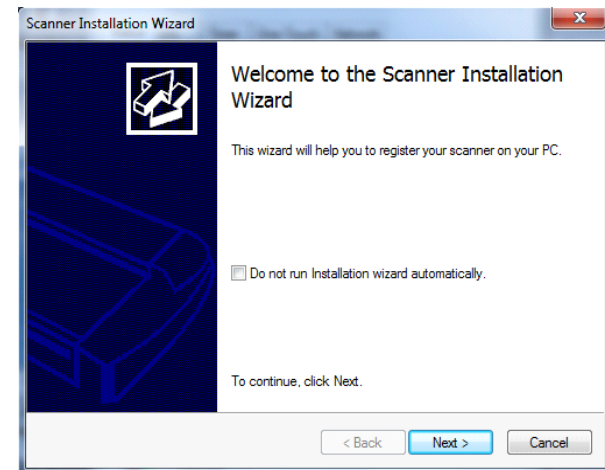 Scanner Installation Wizard
Welcome to the Scanner Installation
Wizard
This wizard will help you to register your scanner on your PC.
Do not run Installation wizard automatically.
To continue, click Next.
< Back
Next >
Cancel